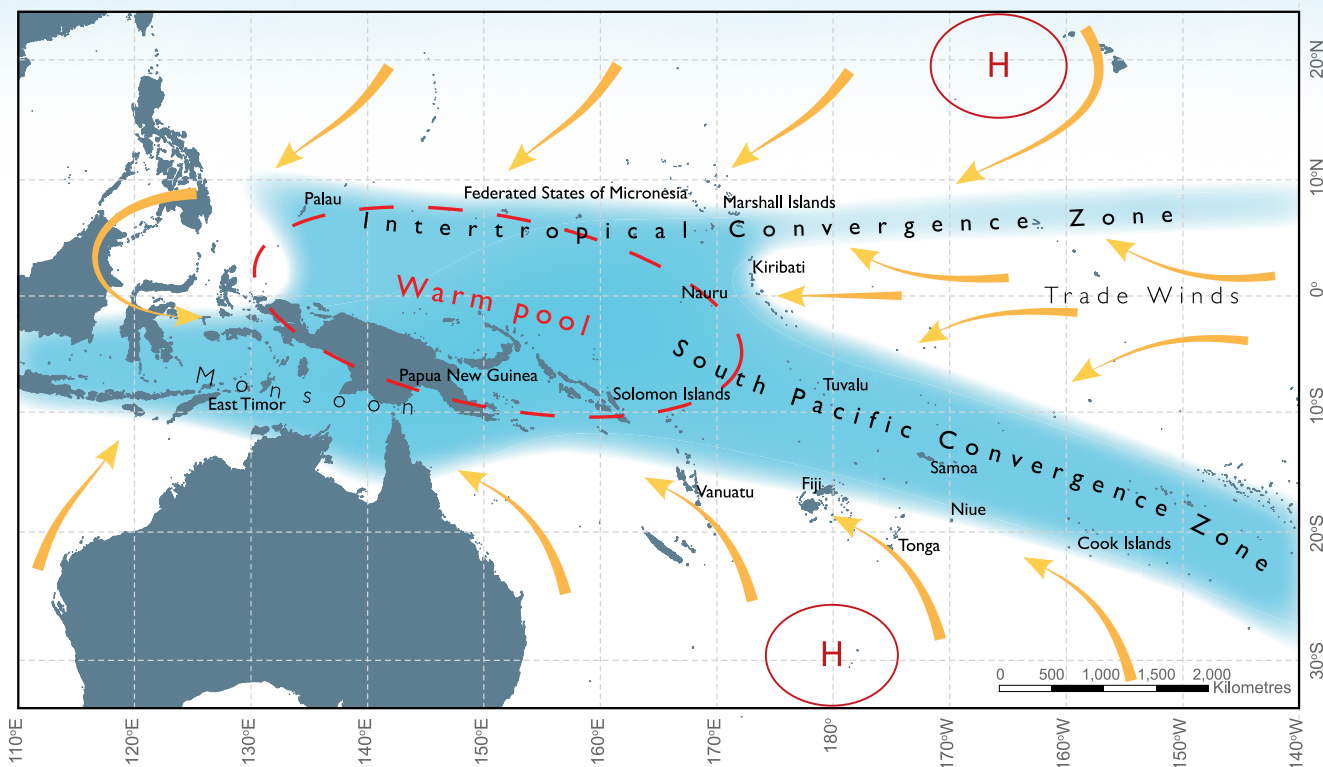 H
20°N
10°N
0°
10°S
20°S
30°S
Palau
Federated States of Micronesia
Marshall Islands
Intertropical Convergence Zone
Kiribati
Warm pool
Nauru
Trade Winds
South Pacific Convergence Zone
Monsoon
East Timor
Papua New Guinea
Solomon Islands
Tuvalu
Samoa
Vanuatu
Fiji
Niue
Tonga
Cook Islands
H
0 500 1,000 1,500 2,000
Kilometres
110°E 120°E 130°E 140°E 150°E 160°E 170°E 180° 170°W 160°W 150°W 140°W